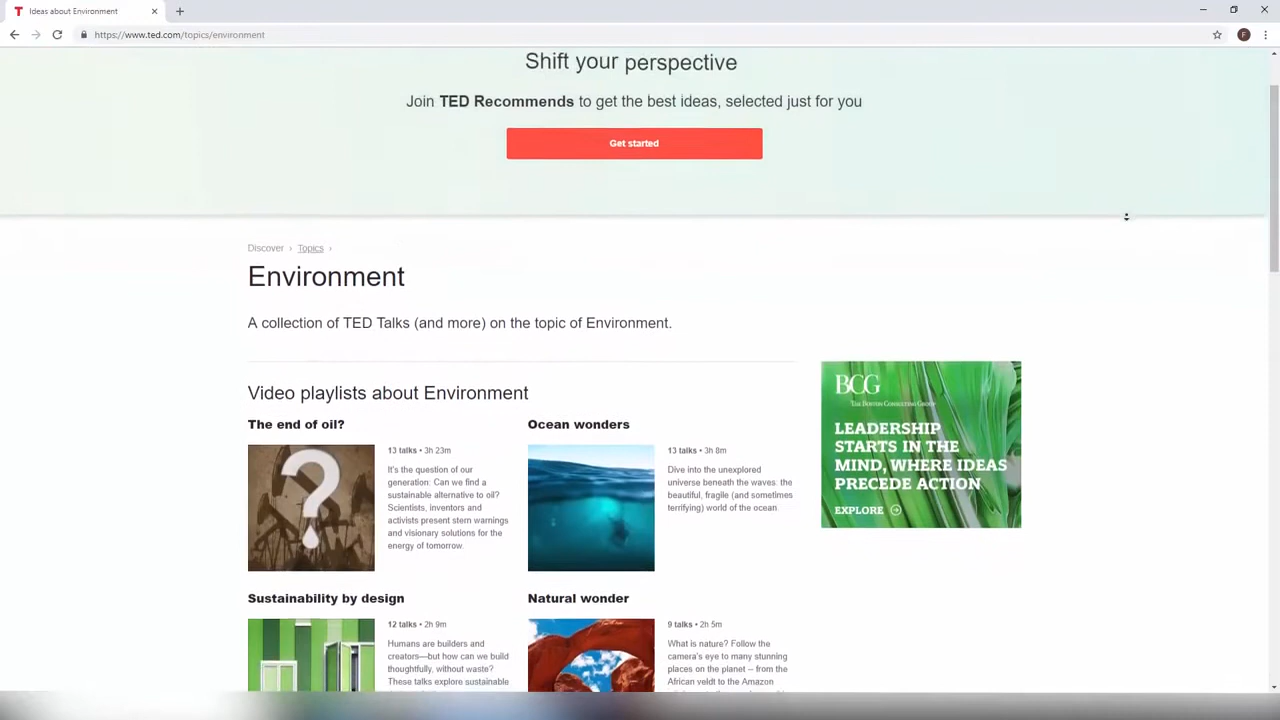 Ideas about Environment
https://www.ted.com/topics/environment
F
Shift your perspective
Join TED Recommends to get the best ideas, selected just for you
Get started
Discover › Topics ›
Environment
A collection of TED Talks (and more) on the topic of Environment.
Video playlists about Environment
The end of oil?
13 talks • 3h 23m
It's the question of our
generation: Can we find a
sustainable alternative to oil?
Scientists, inventors and
activists present stern warnings
and visionary solutions for the
energy of tomorrow.
Ocean wonders
13 talks • 3h 8m
Dive into the unexplored
universe beneath the waves: the
beautiful, fragile (and sometimes
terrifying) world of the ocean.
BCG
THE BOSTON CONSULTING GROUP
LEADERSHIP
STARTS IN THE
MIND, WHERE IDEAS
PRECEDE ACTION
EXPLORE
Sustainability by design
12 talks • 2h 9m
Humans are builders and
creators—but how can we build
thoughtfully, without waste?
These talks explore sustainable
Natural wonder
9 talks • 2h 5m
What is nature? Follow the
camera's eye to many stunning
places on the planet -- from the
African veldt to the Amazon